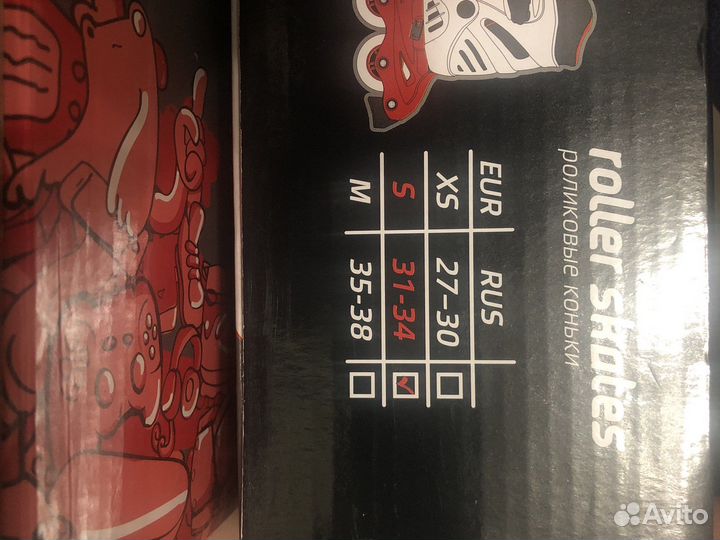 roller skates
роликовые коньки
EUR RUS
XS 27-30
S 31-34
M 35-38
Avito